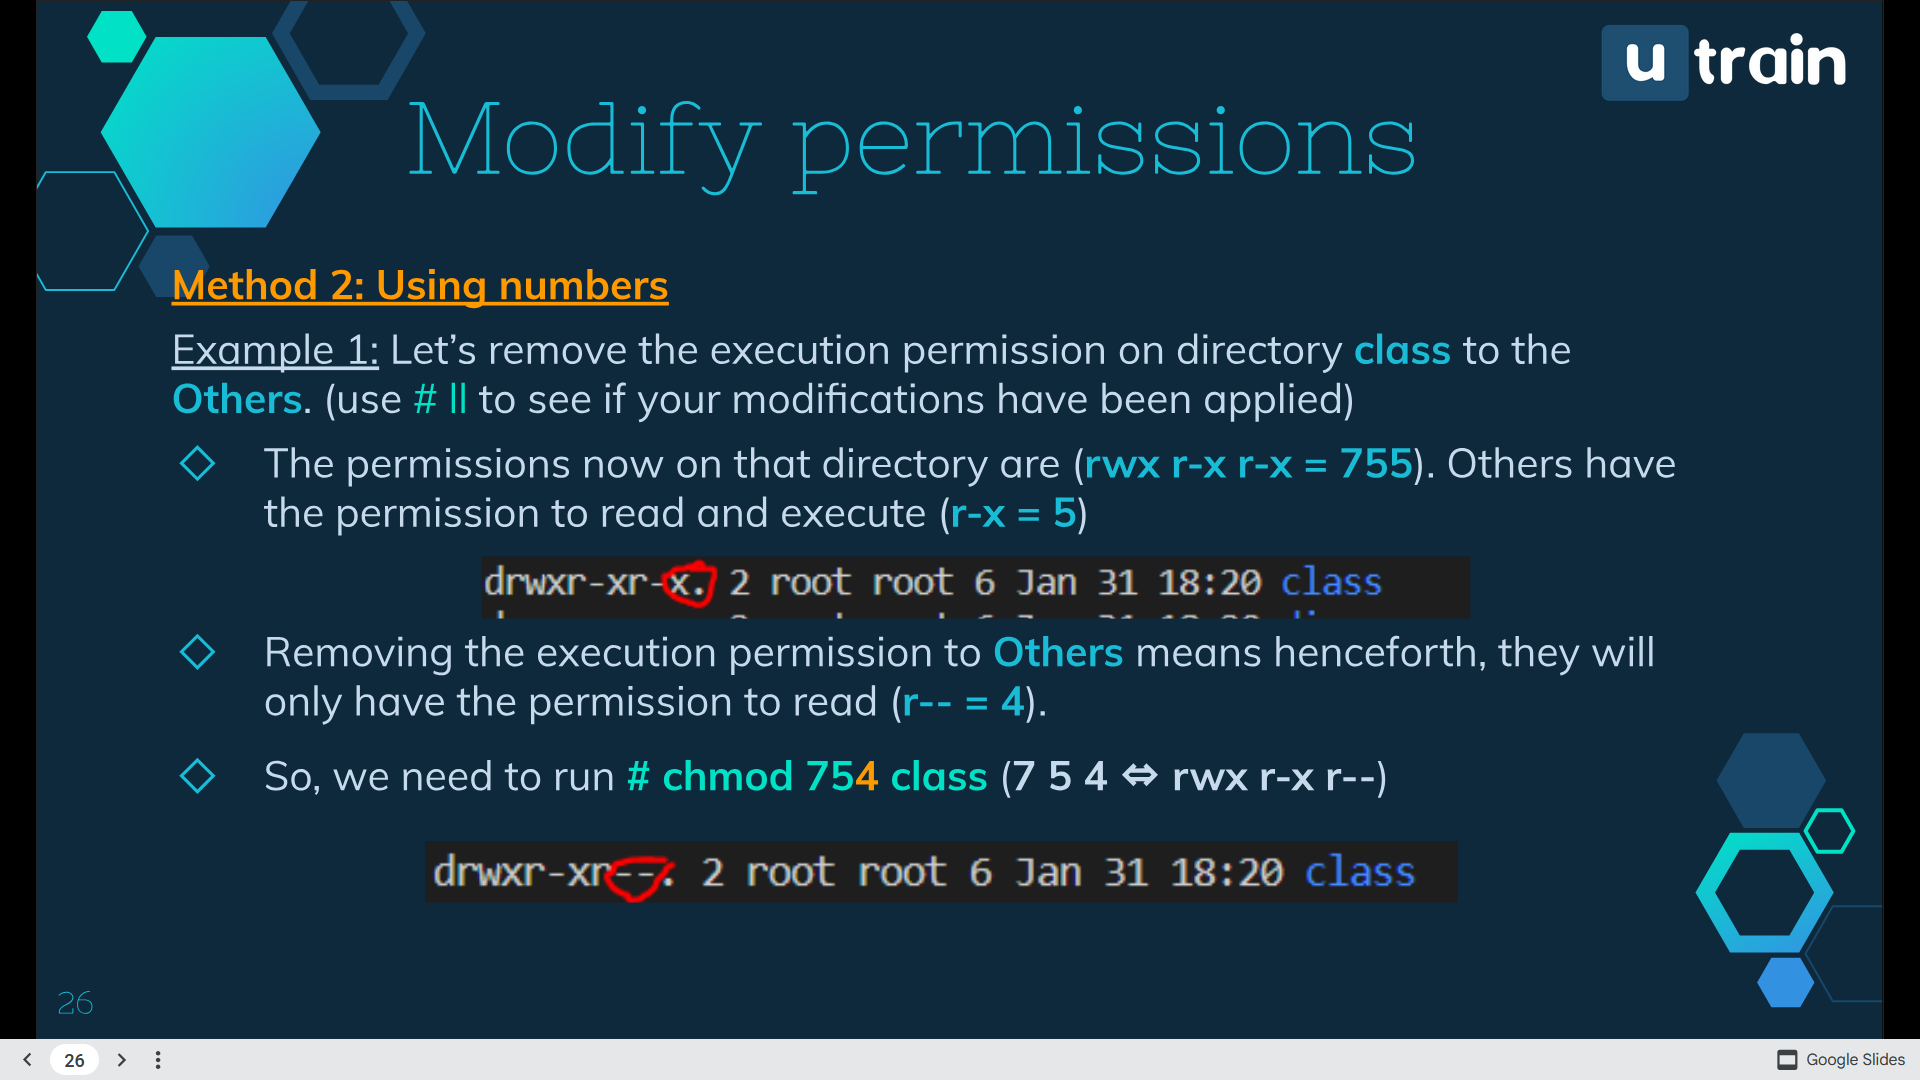 u train
Modify permissions
Method 2: Using numbers
Example 1: Let’s remove the execution permission on directory class to the
Others. (use # ll to see if your modifications have been applied)
The permissions now on that directory are (rwx r-x r-x = 755). Others have
the permission to read and execute (r-x = 5)
drwxr-xr-x. 2 root root 6 Jan 31 18:20 class
Removing the execution permission to Others means henceforth, they will
only have the permission to read (r-- = 4).
So, we need to run # chmod 754 class (7 5 4 ⇔ rwx r-x r--)
drwxr-xr--. 2 root root 6 Jan 31 18:20 class
26
26
Google Slides